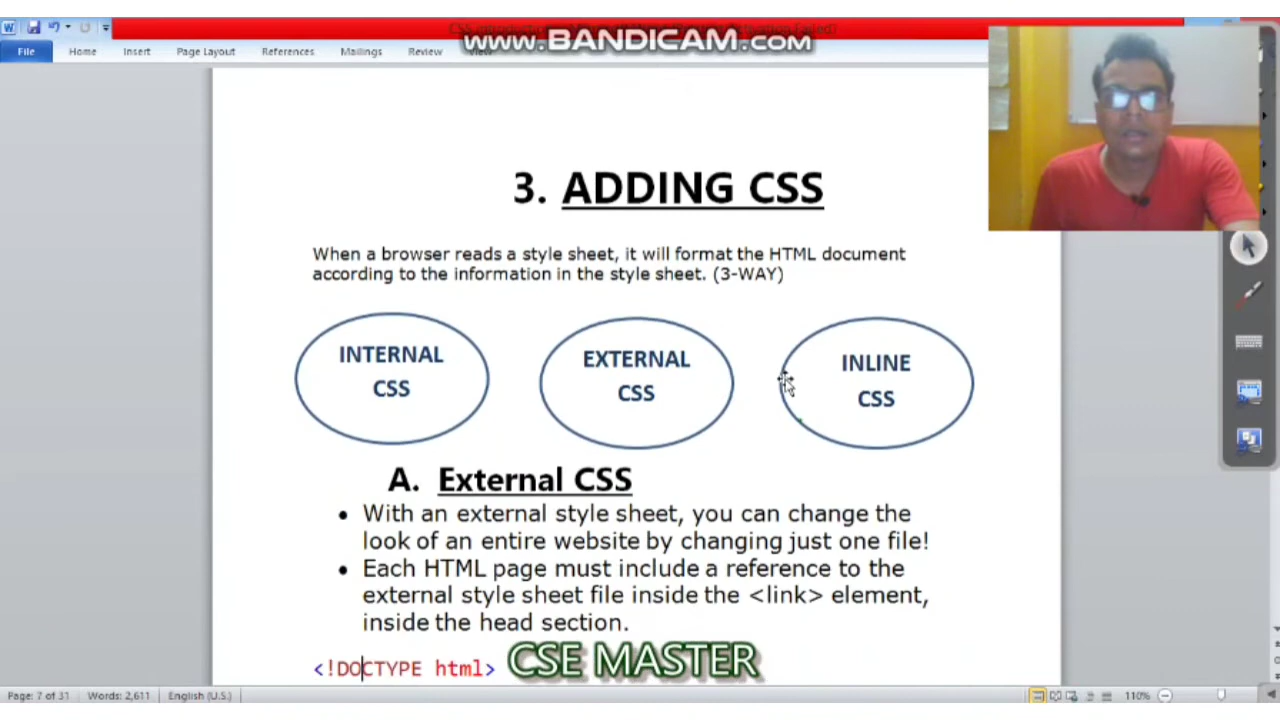 www.BANDICAM.com
File Home Insert Page Layout References Mailings Review View
3. ADDING CSS
When a browser reads a style sheet, it will format the HTML document
according to the information in the style sheet. (3-WAY)
INTERNAL
CSS
EXTERNAL
CSS
INLINE
CSS
A. External CSS
• With an external style sheet, you can change the
look of an entire website by changing just one file!
• Each HTML page must include a reference to the
external style sheet file inside the <link> element,
inside the head section.
<!DOCTYPE html>
CSE MASTER
Page: 7 of 31 Words: 2,611 English (U.S.) 110%